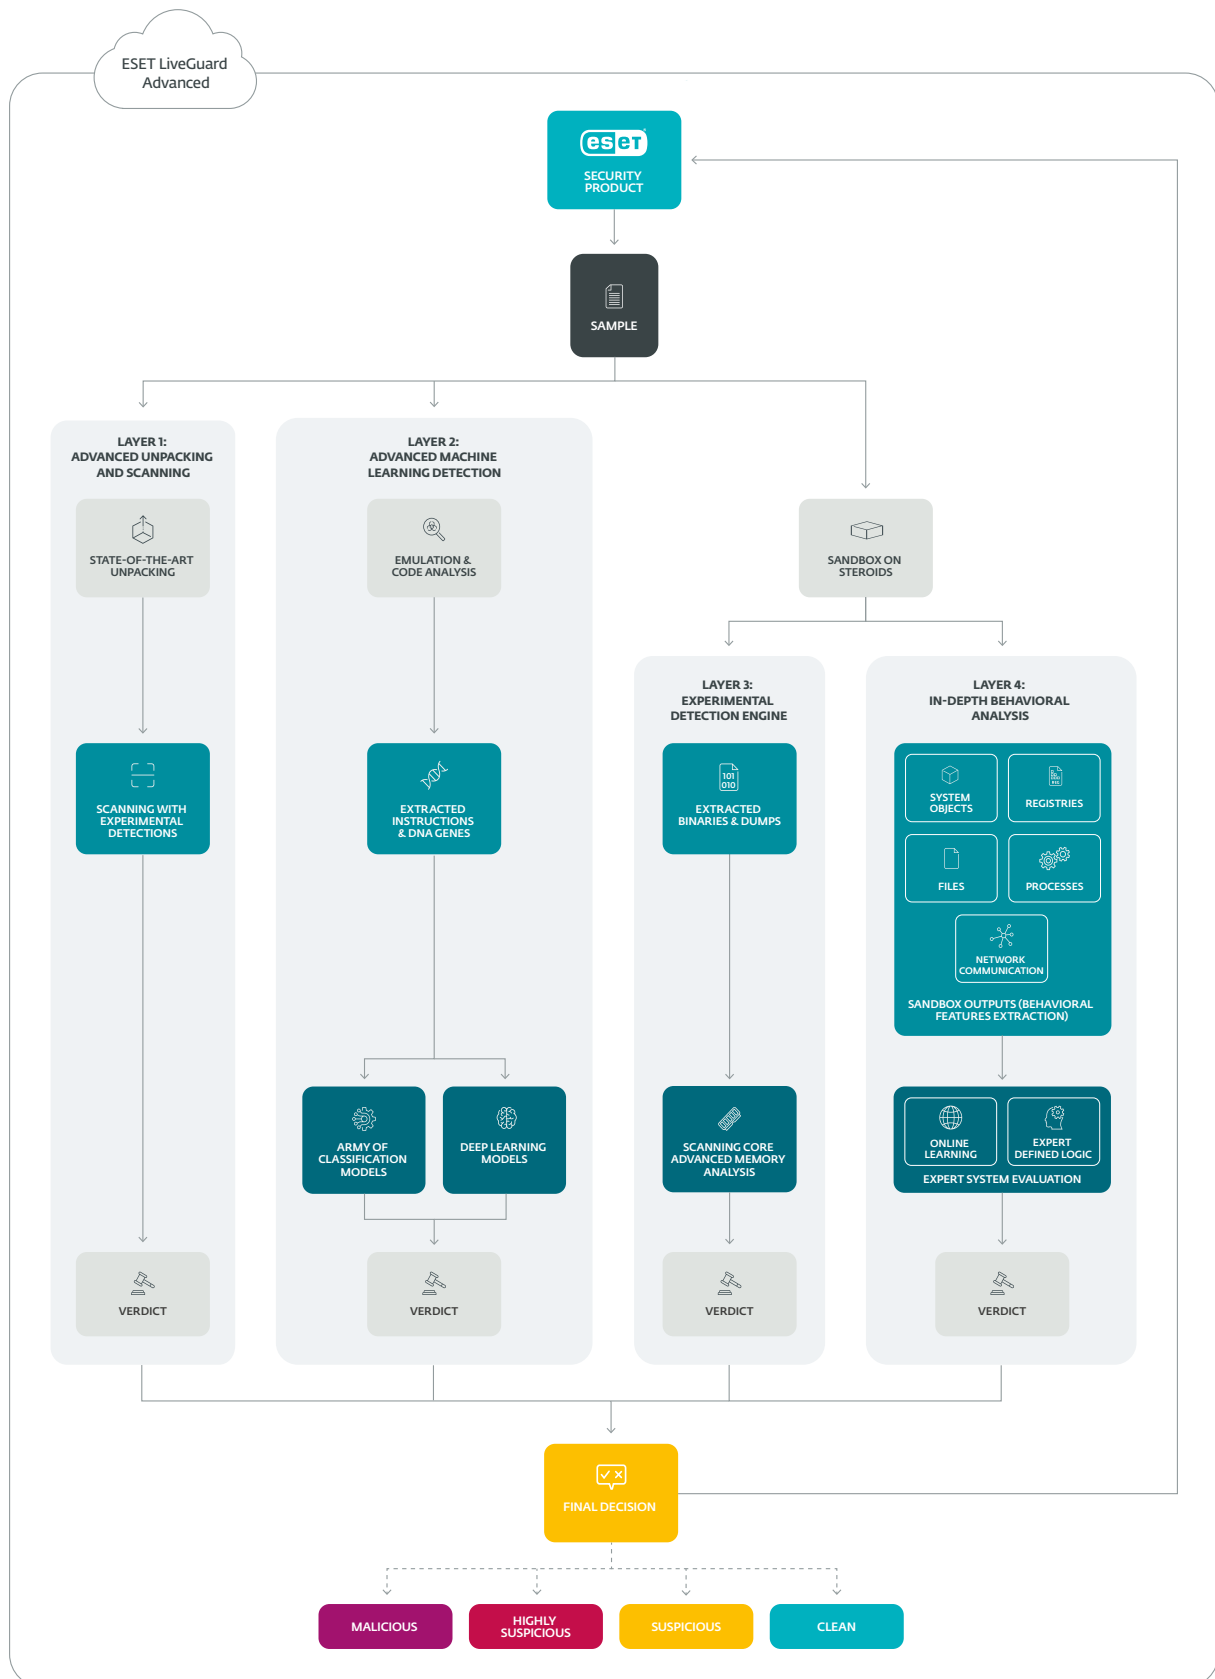 ESET LiveGuard
Advanced
eset
SECURITY
PRODUCT
SAMPLE
LAYER 1:
ADVANCED UNPACKING
AND SCANNING
STATE-OF-THE-ART
UNPACKING
SCANNING WITH
EXPERIMENTAL
DETECTIONS
VERDICT
LAYER 2:
ADVANCED MACHINE
LEARNING DETECTION
EMULATION &
CODE ANALYSIS
EXTRACTED
INSTRUCTIONS
& DNA GENES
ARMY OF
CLASSIFICATION
MODELS
DEEP LEARNING
MODELS
VERDICT
SANDBOX ON
STEROIDS
LAYER 3:
EXPERIMENTAL
DETECTION ENGINE
101
010
EXTRACTED
BINARIES & DUMPS
SCANNING CORE
ADVANCED MEMORY
ANALYSIS
VERDICT
LAYER 4:
IN-DEPTH BEHAVIORAL
ANALYSIS
SYSTEM
OBJECTS
REGISTRIES
FILES
PROCESSES
NETWORK
COMMUNICATION
SANDBOX OUTPUTS (BEHAVIORAL
FEATURES EXTRACTION)
ONLINE
LEARNING
EXPERT
DEFINED LOGIC
EXPERT SYSTEM EVALUATION
VERDICT
FINAL DECISION
MALICIOUS
HIGHLY
SUSPICIOUS
SUSPICIOUS
CLEAN